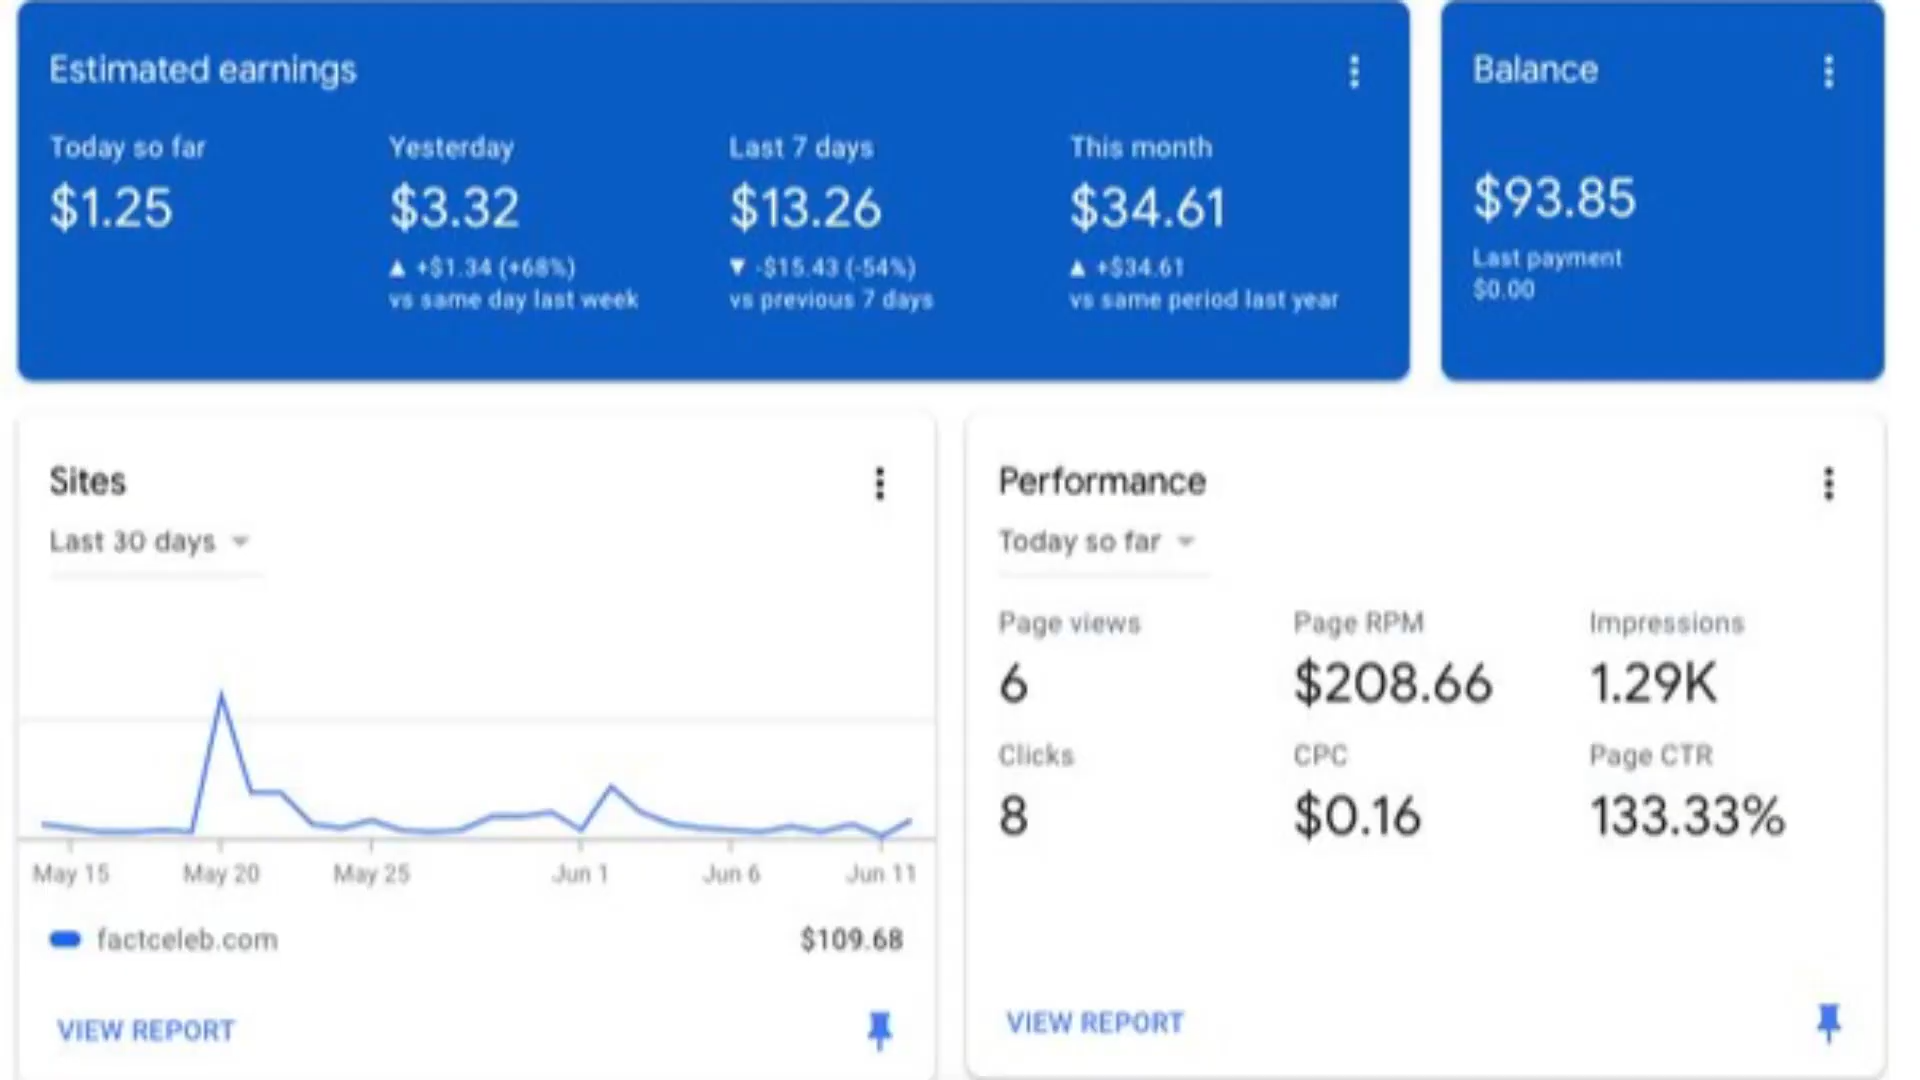 Estimated earnings
Today so far
$1.25
Yesterday
$3.32
▲ +$1.34 (+68%)
vs same day last week
Last 7 days
$13.26
▼ -$15.43 (-54%)
vs previous 7 days
This month
$34.61
▲ +$34.61
vs same period last year
Balance
$93.85
Last payment
$0.00
Sites
Last 30 days
May 15 May 20 May 25 Jun 1 Jun 6 Jun 11
factceleb.com $109.68
VIEW REPORT
Performance
Today so far
Page views Page RPM Impressions
6 $208.66 1.29K
Clicks CPC Page CTR
8 $0.16 133.33%
VIEW REPORT